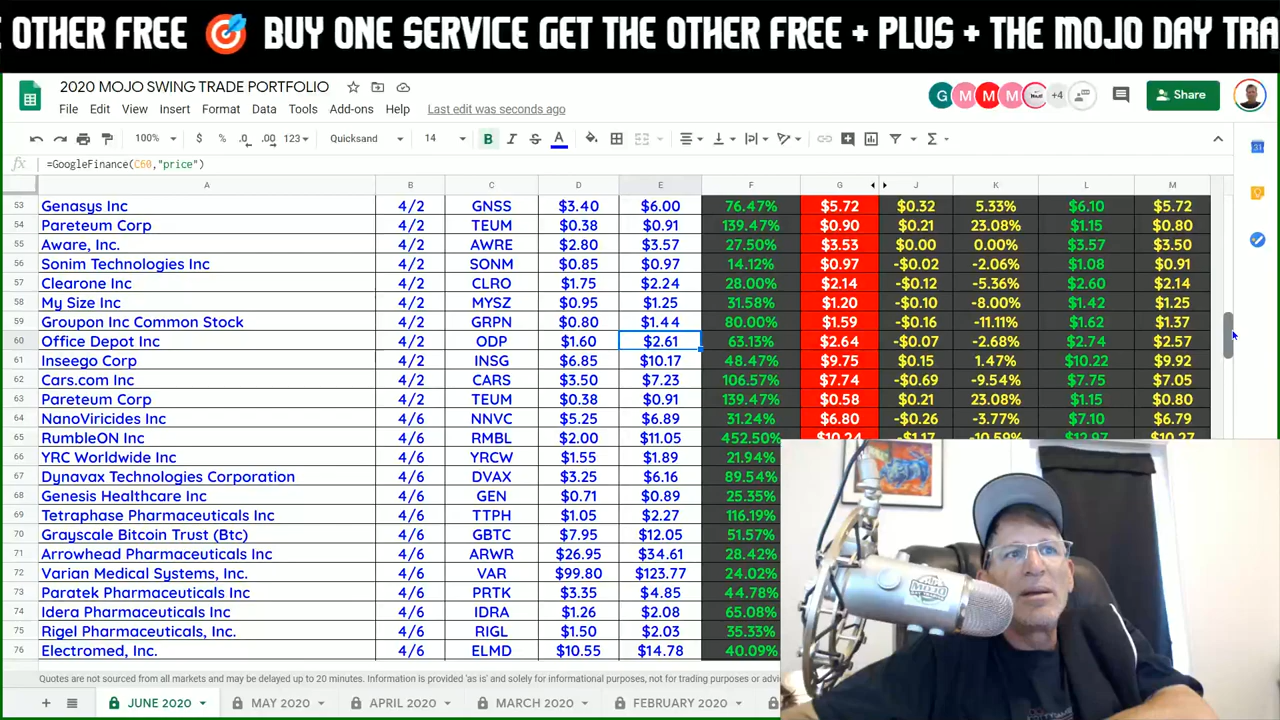 E OTHER FREE 🎯 BUY ONE SERVICE GET THE OTHER FREE + PLUS + THE MOJO DAY TRA
2020 MOJO SWING TRADE PORTFOLIO
G M M M +4 Share
File Edit View Insert Format Data Tools Add-ons Help Last edit was seconds ago
100% $ % .0 .00 123 Quicksand 14 B I S A
fx =GoogleFinance(C60,"price")
A B C D E F G J K L M
53 Genasys Inc 4/2 GNSS $3.40 $6.00 76.47% $5.72 $0.32 5.33% $6.10 $5.72
54 Pareteum Corp 4/2 TEUM $0.38 $0.91 139.47% $0.90 $0.21 23.08% $1.15 $0.80
55 Aware, Inc. 4/2 AWRE $2.80 $3.57 27.50% $3.53 $0.00 0.00% $3.57 $3.50
56 Sonim Technologies Inc 4/2 SONM $0.85 $0.97 14.12% $0.97 -$0.02 -2.06% $1.08 $0.91
57 Clearone Inc 4/2 CLRO $1.75 $2.24 28.00% $2.14 -$0.12 -5.36% $2.60 $2.14
58 My Size Inc 4/2 MYSZ $0.95 $1.25 31.58% $1.20 -$0.10 -8.00% $1.42 $1.25
59 Groupon Inc Common Stock 4/2 GRPN $0.80 $1.44 80.00% $1.59 -$0.16 -11.11% $1.62 $1.37
60 Office Depot Inc 4/2 ODP $1.60 $2.61 63.13% $2.64 -$0.07 -2.68% $2.74 $2.57
61 Inseego Corp 4/2 INSG $6.85 $10.17 48.47% $9.75 $0.15 1.47% $10.22 $9.92
62 Cars.com Inc 4/2 CARS $3.50 $7.23 106.57% $7.74 -$0.69 -9.54% $7.75 $7.05
63 Pareteum Corp 4/2 TEUM $0.38 $0.91 139.47% $0.58 $0.21 23.08% $1.15 $0.80
64 NanoViricides Inc 4/6 NNVC $5.25 $6.89 31.24% $6.80 -$0.26 -3.77% $7.10 $6.79
65 RumbleON Inc 4/6 RMBL $2.00 $11.05 452.50% $10.24 -$1.17 -10.59% $12.97 $10.27
66 YRC Worldwide Inc 4/6 YRCW $1.55 $1.89 21.94%
67 Dynavax Technologies Corporation 4/6 DVAX $3.25 $6.16 89.54%
68 Genesis Healthcare Inc 4/6 GEN $0.71 $0.89 25.35%
69 Tetraphase Pharmaceuticals Inc 4/6 TTPH $1.05 $2.27 116.19%
70 Grayscale Bitcoin Trust (Btc) 4/6 GBTC $7.95 $12.05 51.57%
71 Arrowhead Pharmaceuticals Inc 4/6 ARWR $26.95 $34.61 28.42%
72 Varian Medical Systems, Inc. 4/6 VAR $99.80 $123.77 24.02%
73 Paratek Pharmaceuticals Inc 4/6 PRTK $3.35 $4.85 44.78%
74 Idera Pharmaceuticals Inc 4/6 IDRA $1.26 $2.08 65.08%
75 Rigel Pharmaceuticals, Inc. 4/6 RIGL $1.50 $2.03 35.33%
76 Electromed, Inc. 4/6 ELMD $10.55 $14.78 40.09%
MOJO
Quotes are not sourced from all markets and may be delayed up to 20 minutes. Information is provided 'as is' and solely for informational purposes, not for trading purposes or advi
+ JUNE 2020 MAY 2020 APRIL 2020 MARCH 2020 FEBRUARY 2020